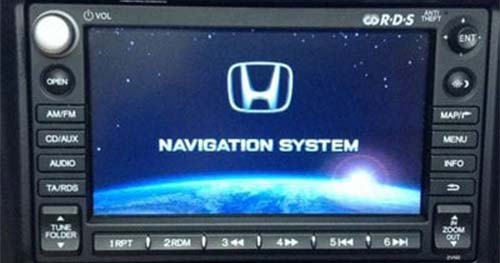 VOL
R·D·S
ANTI
THEFT
ENT
OPEN
AM/FM
CD/AUX
AUDIO
TA/RDS
TUNE
FOLDER
NAVIGATION SYSTEM
MAP/
MENU
INFO
IN
ZOOM
OUT
1 RPT
2 RDM
3
4
5
6